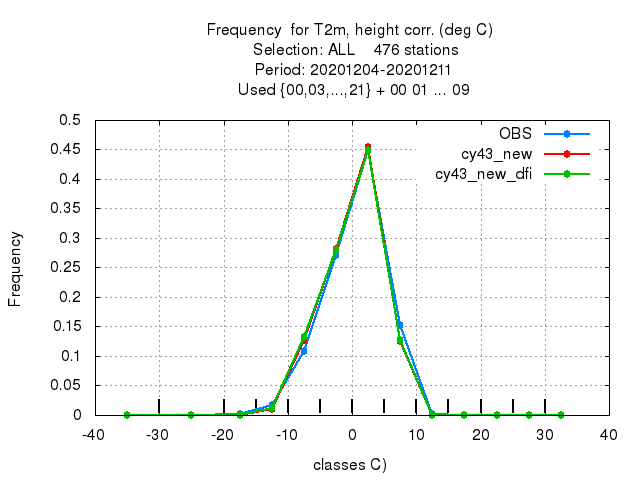 Frequency  for T2m, height corr. (deg C)
Selection: ALL    476 stations
Period: 20201204-20201211
Used {00,03,...,21} + 00 01 ... 09
OBS
cy43_new
cy43_new_dfi
Frequency
0.5
0.45
0.4
0.35
0.3
0.25
0.2
0.15
0.1
0.05
0
-40 -30 -20 -10 0 10 20 30 40
classes C)